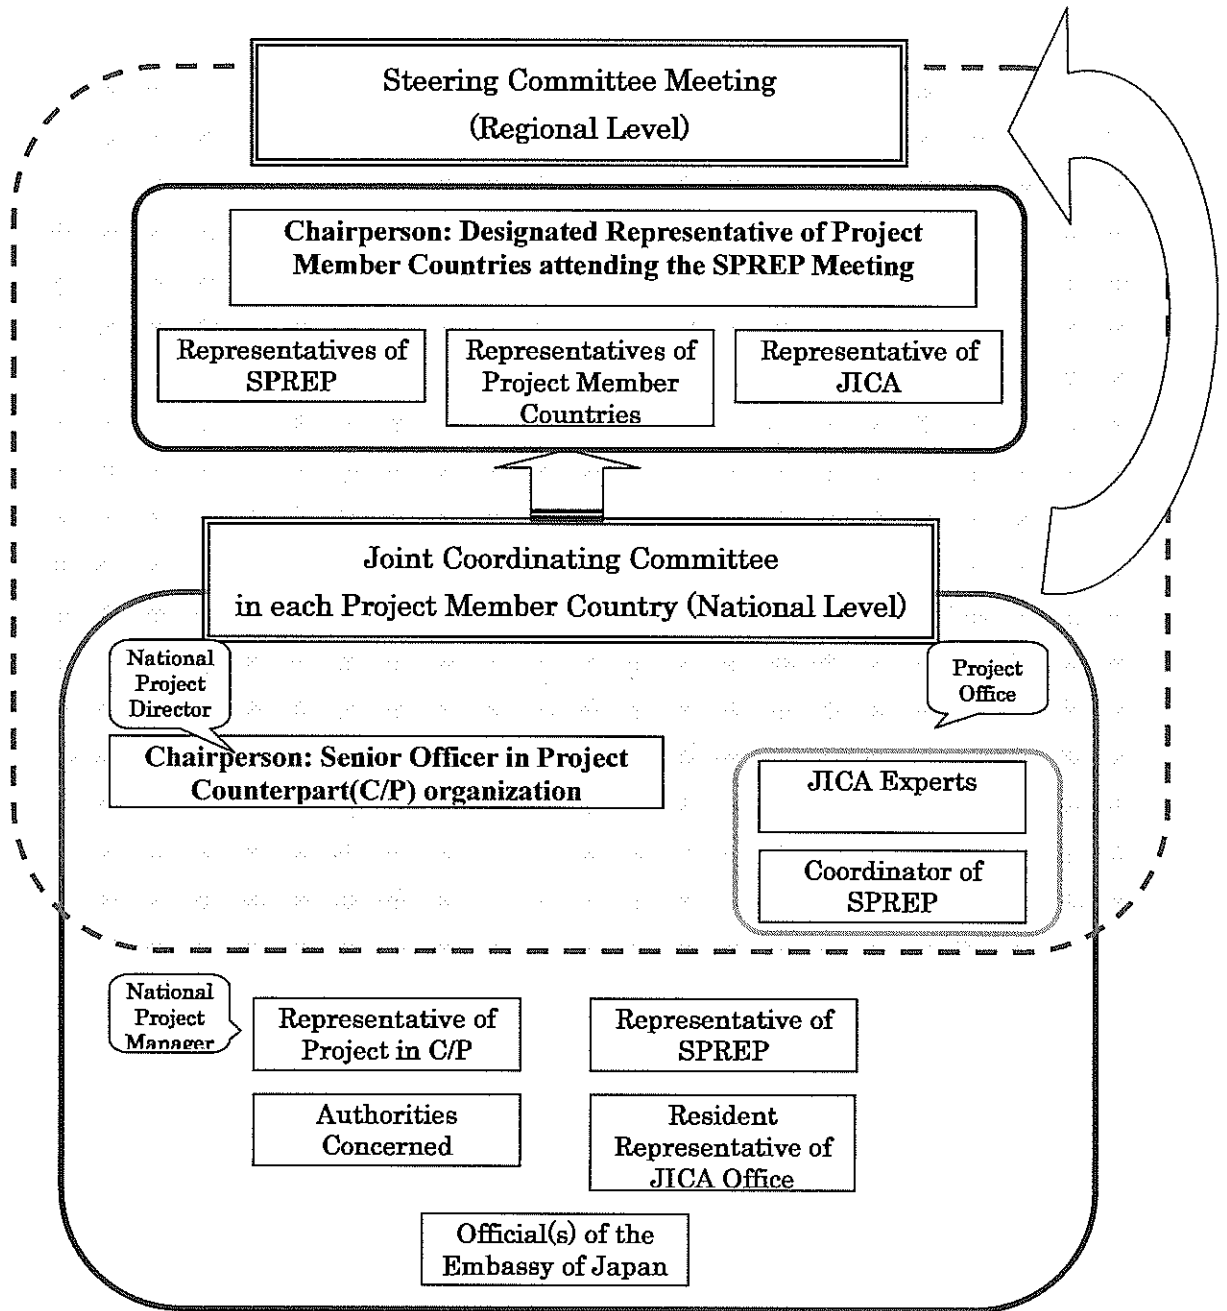 Steering Committee Meeting
(Regional Level)
Chairperson: Designated Representative of Project
Member Countries attending the SPREP Meeting
Representatives of
SPREP
Representatives of
Project Member
Countries
Representative of
JICA
Joint Coordinating Committee
in each Project Member Country (National Level)
National
Project
Director
Project
Office
Chairperson: Senior Officer in Project
Counterpart(C/P) organization
JICA Experts
Coordinator of
SPREP
National
Project
Manager
Representative of
Project in C/P
Representative of
SPREP
Authorities
Concerned
Resident
Representative of
JICA Office
Official(s) of the
Embassy of Japan